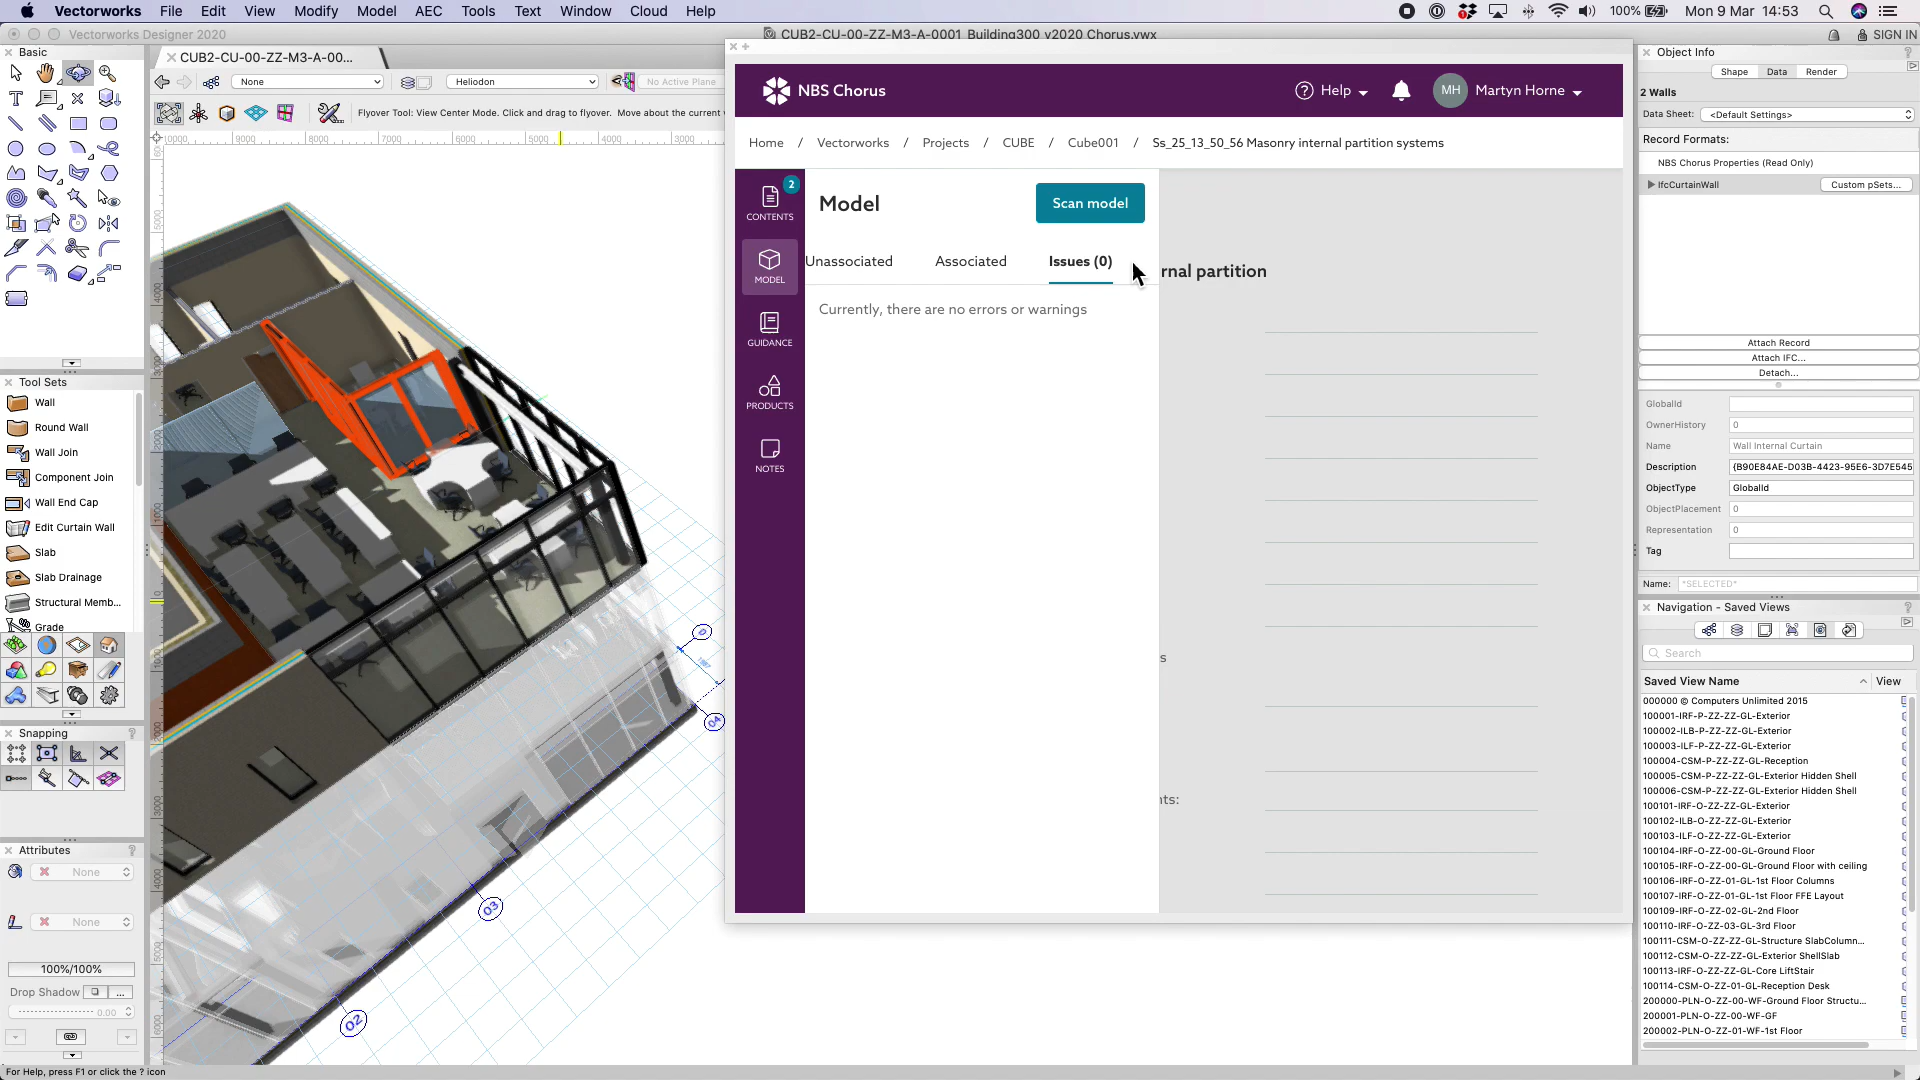 Vectorworks File Edit View Modify Model AEC Tools Text Window Cloud Help 100% Mon 9 Mar 14:53
Vectorworks Designer 2020 CUB2-CU-00-ZZ-M3-A-0001 Building300 v2020 Chorus.vwx SIGN IN
Basic
CUB2-CU-00-ZZ-M3-A-00...
None Heliodon No Active Plane
Flyover Tool: View Center Mode. Click and drag to flyover. Move about the current
10000 9000 8000 7000 6000 5000 4000 3000
Tool Sets
Wall
Round Wall
Wall Join
Component Join
Wall End Cap
Edit Curtain Wall
Slab
Slab Drainage
Structural Memb...
Grade
Snapping
Attributes
None
None
100%/100%
Drop Shadow ...
0.00
For Help, press F1 or click the ? icon
04
03
02
NBS Chorus
Help
MH Martyn Horne
Home / Vectorworks / Projects / CUBE / Cube001 / Ss_25_13_50_56 Masonry internal partition systems
2
CONTENTS
MODEL
GUIDANCE
PRODUCTS
NOTES
Model
Scan model
Unassociated Associated Issues (0)
Currently, there are no errors or warnings
rnal partition
s
nts:
Object Info
Shape Data Render
2 Walls
Data Sheet: <Default Settings>
Record Formats:
NBS Chorus Properties (Read Only)
IfcCurtainWall Custom pSets...
Attach Record
Attach IFC...
Detach...
GlobalId
OwnerHistory 0
Name Wall Internal Curtain
Description {B90E84AE-D03B-4423-95E6-3D7E545
ObjectType GlobalId
ObjectPlacement 0
Representation 0
Tag
Name: *SELECTED*
Navigation - Saved Views
Search
Saved View Name View
000000 © Computers Unlimited 2015
100001-IRF-P-ZZ-ZZ-GL-Exterior
100002-ILB-P-ZZ-ZZ-GL-Exterior
100003-ILF-P-ZZ-ZZ-GL-Exterior
100004-CSM-P-ZZ-ZZ-GL-Reception
100005-CSM-P-ZZ-ZZ-GL-Exterior Hidden Shell
100006-CSM-P-ZZ-ZZ-GL-Exterior Hidden Shell
100101-IRF-O-ZZ-ZZ-GL-Exterior
100102-ILB-O-ZZ-ZZ-GL-Exterior
100103-ILF-O-ZZ-ZZ-GL-Exterior
100104-IRF-O-ZZ-00-GL-Ground Floor
100105-IRF-O-ZZ-00-GL-Ground Floor with ceiling
100106-IRF-O-ZZ-01-GL-1st Floor Columns
100107-IRF-O-ZZ-01-GL-1st Floor FFE Layout
100109-IRF-O-ZZ-02-GL-2nd Floor
100110-IRF-O-ZZ-03-GL-3rd Floor
100111-CSM-O-ZZ-ZZ-GL-Structure SlabColumn...
100112-CSM-O-ZZ-ZZ-GL-Exterior ShellSlab
100113-IRF-O-ZZ-ZZ-GL-Core LiftStair
100114-CSM-O-ZZ-01-GL-Reception Desk
200000-PLN-O-ZZ-00-WF-Ground Floor Structu...
200001-PLN-O-ZZ-00-WF-GF
200002-PLN-O-ZZ-01-WF-1st Floor